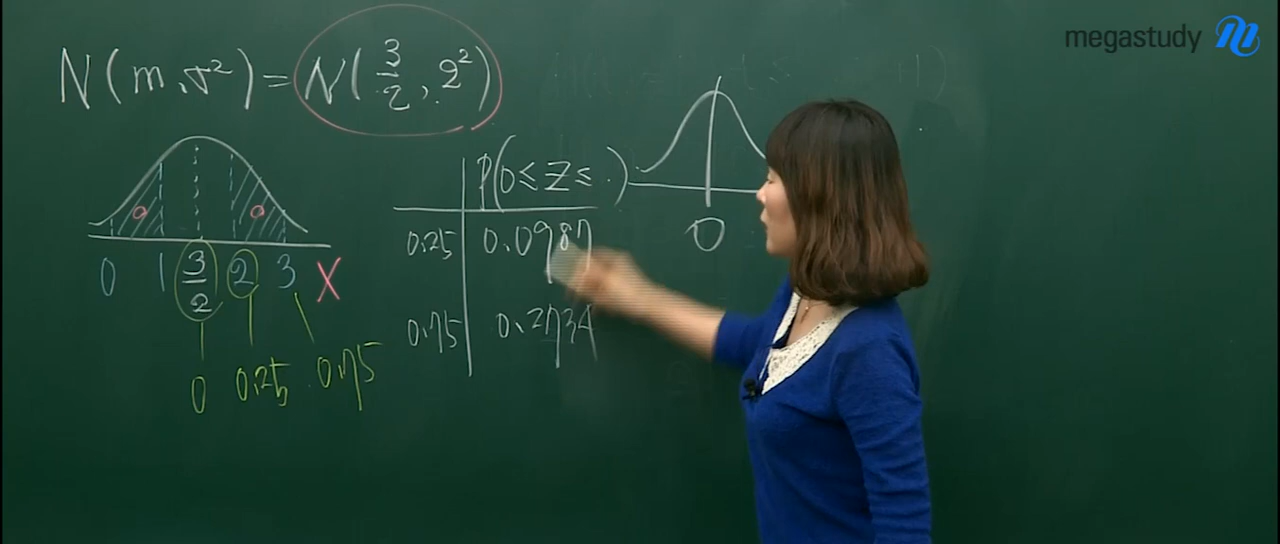 megastudy
N(m, σ²) = N(3/2, 2²)
P(0 ≤ Z ≤ .)
0.25 0.0987
0.75 0.2734
0 1 3/2 2 3 X
0 0.25 0.75
0